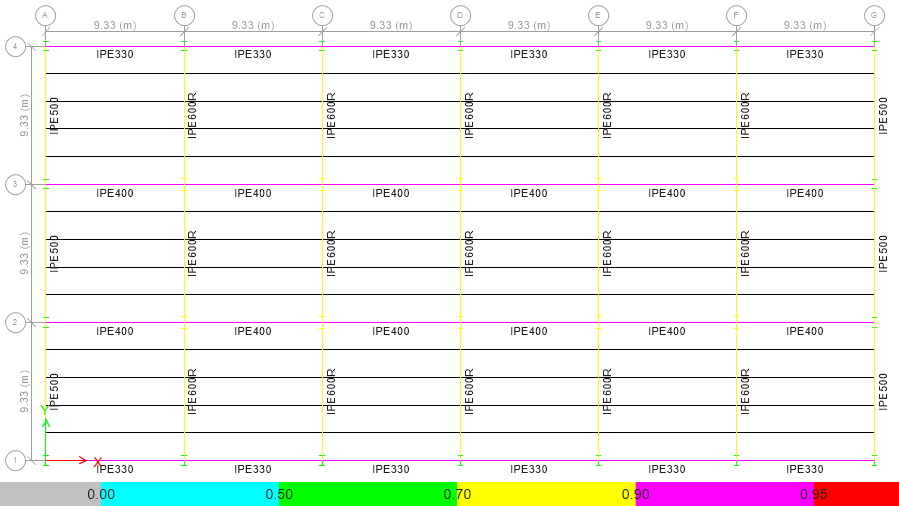 A B C D E F G
9.33 (m) 9.33 (m) 9.33 (m) 9.33 (m) 9.33 (m) 9.33 (m)
4
IPE330 IPE330 IPE330 IPE330 IPE330 IPE330
9.33 (m) IPE500 IPE600R IPE600R IPE600R IPE600R IPE600R IPE500
3
IPE400 IPE400 IPE400 IPE400 IPE400 IPE400
9.33 (m) IPE500 IPE600R IPE600R IPE600R IPE600R IPE600R IPE500
2
IPE400 IPE400 IPE400 IPE400 IPE400 IPE400
9.33 (m) IPE500 IPE600R IPE600R IPE600R IPE600R IPE600R IPE500
Y
1 X
IPE330 IPE330 IPE330 IPE330 IPE330 IPE330
0.00 0.50 0.70 0.90 0.95